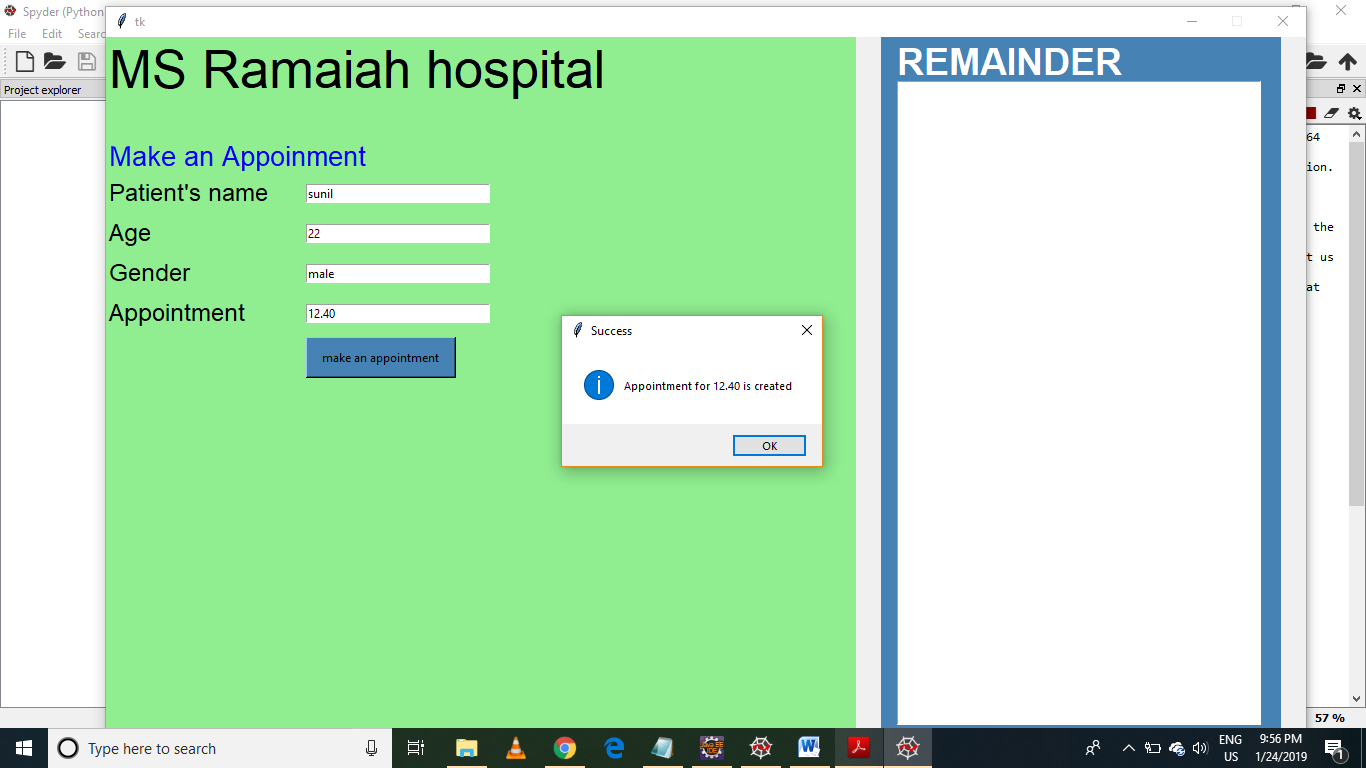 Spyder (Python
tk
File Edit Searc
Project explorer
MS Ramaiah hospital
Make an Appoinment
Patient's name sunil
Age 22
Gender male
Appointment 12.40
make an appointment
Success
Appointment for 12.40 is created
OK
REMAINDER
64
ion.
the
t us
at
57 %
Type here to search
ENG
US
9:56 PM
1/24/2019
1